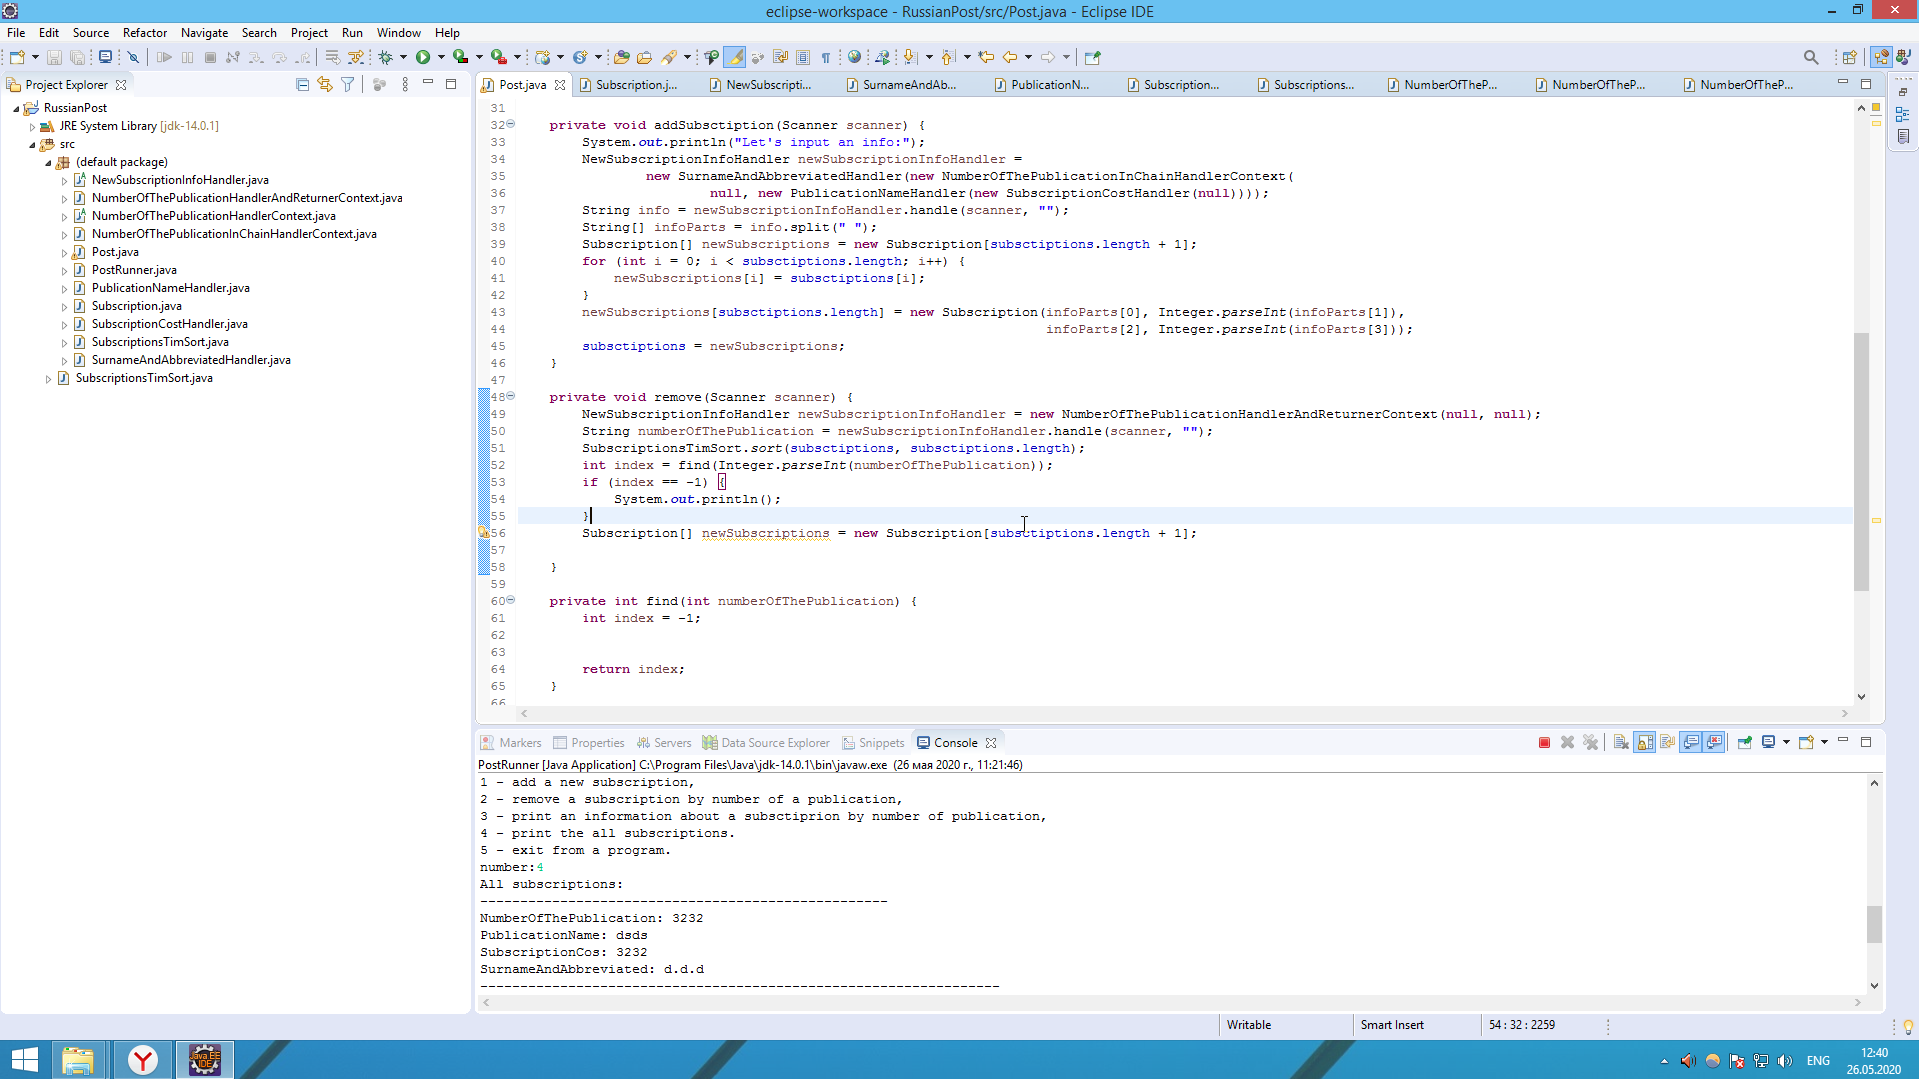 eclipse-workspace - RussianPost/src/Post.java - Eclipse IDE
File Edit Source Refactor Navigate Search Project Run Window Help
Project Explorer
RussianPost
JRE System Library [jdk-14.0.1]
src
(default package)
NewSubscriptionInfoHandler.java
NumberOfThePublicationHandlerAndReturnerContext.java
NumberOfThePublicationHandlerContext.java
NumberOfThePublicationInChainHandlerContext.java
Post.java
PostRunner.java
PublicationNameHandler.java
Subscription.java
SubscriptionCostHandler.java
SubscriptionsTimSort.java
SurnameAndAbbreviatedHandler.java
SubscriptionsTimSort.java
Post.java Subscription.j... NewSubscripti... SurnameAndAb... PublicationN... Subscription... Subscriptions... NumberOfTheP... NumberOfTheP... NumberOfTheP...
31
32 private void addSubsctiption(Scanner scanner) {
33 System.out.println("Let's input an info:");
34 NewSubscriptionInfoHandler newSubscriptionInfoHandler =
35 new SurnameAndAbbreviatedHandler(new NumberOfThePublicationInChainHandlerContext(
36 null, new PublicationNameHandler(new SubscriptionCostHandler(null))));
37 String info = newSubscriptionInfoHandler.handle(scanner, "");
38 String[] infoParts = info.split(" ");
39 Subscription[] newSubscriptions = new Subscription[subsctiptions.length + 1];
40 for (int i = 0; i < subsctiptions.length; i++) {
41 newSubscriptions[i] = subsctiptions[i];
42 }
43 newSubscriptions[subsctiptions.length] = new Subscription(infoParts[0], Integer.parseInt(infoParts[1]),
44 infoParts[2], Integer.parseInt(infoParts[3]));
45 subsctiptions = newSubscriptions;
46 }
47
48 private void remove(Scanner scanner) {
49 NewSubscriptionInfoHandler newSubscriptionInfoHandler = new NumberOfThePublicationHandlerAndReturnerContext(null, null);
50 String numberOfThePublication = newSubscriptionInfoHandler.handle(scanner, "");
51 SubscriptionsTimSort.sort(subsctiptions, subsctiptions.length);
52 int index = find(Integer.parseInt(numberOfThePublication));
53 if (index == -1) {
54 System.out.println();
55 }
56 Subscription[] newSubscriptions = new Subscription[subsctiptions.length + 1];
57
58 }
59
60 private int find(int numberOfThePublication) {
61 int index = -1;
62
63
64 return index;
65 }
66
Markers Properties Servers Data Source Explorer Snippets Console
PostRunner [Java Application] C:\Program Files\Java\jdk-14.0.1\bin\javaw.exe (26 мая 2020 г., 11:21:46)
1 - add a new subscription,
2 - remove a subscription by number of a publication,
3 - print an information about a subsctiprion by number of publication,
4 - print the all subscriptions.
5 - exit from a program.
number:4
All subscriptions:
---------------------------------------------------
NumberOfThePublication: 3232
PublicationName: dsds
SubscriptionCos: 3232
SurnameAndAbbreviated: d.d.d
-----------------------------------------------------------------
Writable Smart Insert 54 : 32 : 2259
Java EE IDE
ENG
12:40
26.05.2020